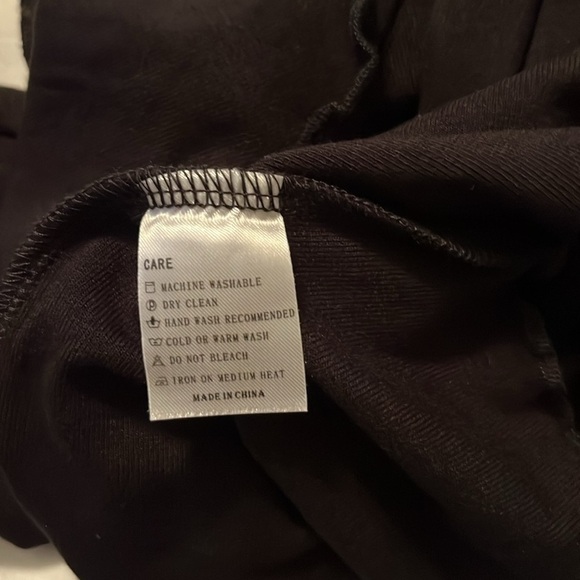 CARE
MACHINE WASHABLE
Ⓟ DRY CLEAN
HAND WASH RECOMMENDED
COLD OR WARM WASH
DO NOT BLEACH
IRON ON MEDIUM HEAT
MADE IN CHINA